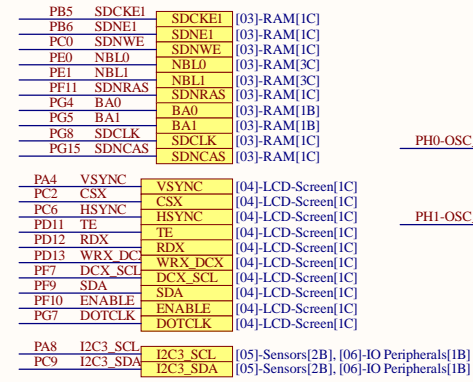 PB5 SDCKE1 SDCKE1 [03]-RAM[1C]
PB6 SDNE1 SDNE1 [03]-RAM[1C]
PC0 SDNWE SDNWE [03]-RAM[1C]
PE0 NBL0 NBL0 [03]-RAM[3C]
PE1 NBL1 NBL1 [03]-RAM[3C]
PF11 SDNRAS SDNRAS [03]-RAM[1C]
PG4 BA0 BA0 [03]-RAM[1B]
PG5 BA1 BA1 [03]-RAM[1B]
PG8 SDCLK SDCLK [03]-RAM[1C] PH0-OSC_
PG15 SDNCAS SDNCAS [03]-RAM[1C]
PA4 VSYNC VSYNC [04]-LCD-Screen[1C]
PC2 CSX CSX [04]-LCD-Screen[1C]
PC6 HSYNC HSYNC [04]-LCD-Screen[1C] PH1-OSC_
PD11 TE TE [04]-LCD-Screen[1C]
PD12 RDX RDX [04]-LCD-Screen[1C]
PD13 WRX_DCX WRX_DCX [04]-LCD-Screen[1C]
PF7 DCX_SCL DCX_SCL [04]-LCD-Screen[1C]
PF9 SDA SDA [04]-LCD-Screen[1C]
PF10 ENABLE ENABLE [04]-LCD-Screen[1C]
PG7 DOTCLK DOTCLK [04]-LCD-Screen[1C]
PA8 I2C3_SCL I2C3_SCL [05]-Sensors[2B], [06]-IO Peripherals[1B]
PC9 I2C3_SDA I2C3_SDA [05]-Sensors[2B], [06]-IO Peripherals[1B]